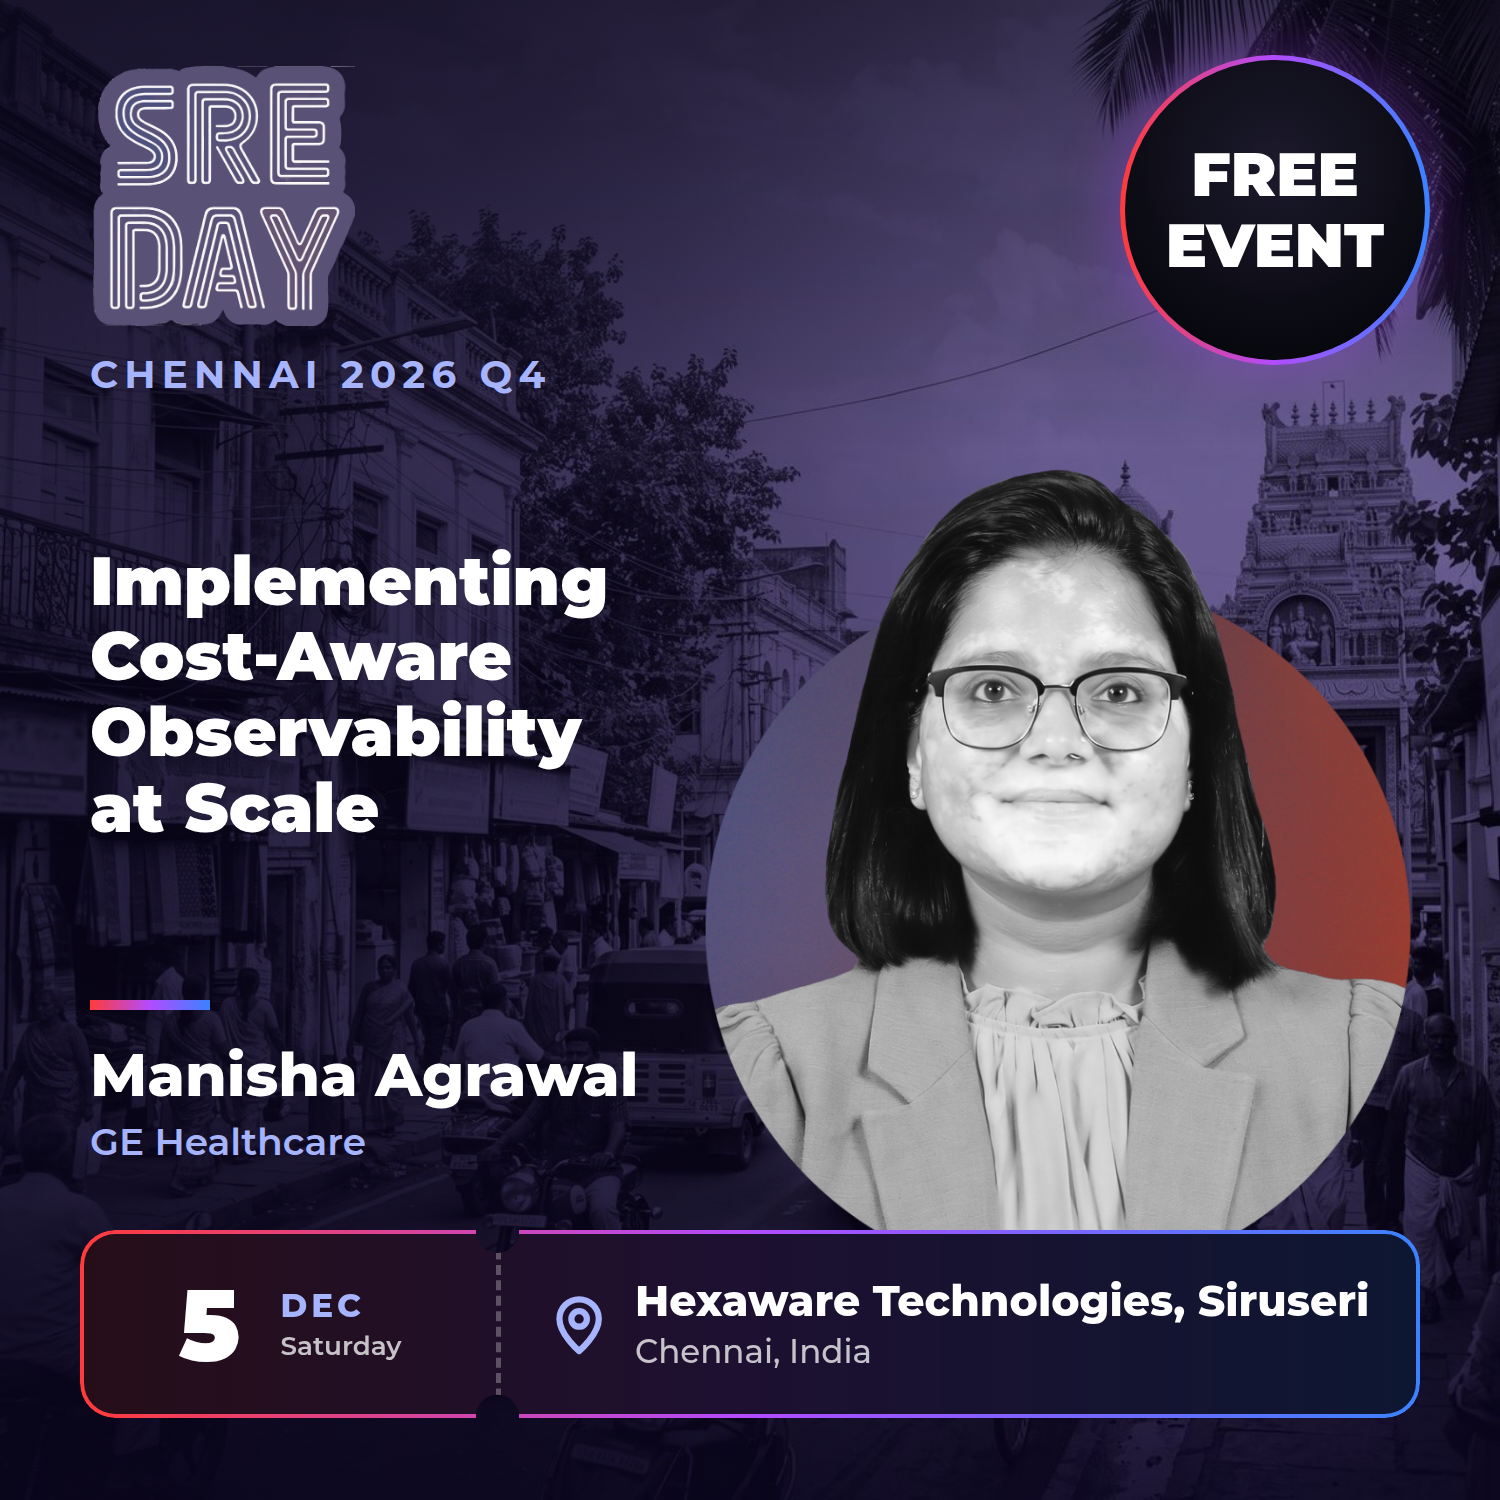 SRE
DAY
CHENNAI 2026 Q4
FREE
EVENT
Implementing
Cost-Aware
Observability
at Scale
Manisha Agrawal
GE Healthcare
5
DEC
Saturday
Hexaware Technologies, Siruseri
Chennai, India